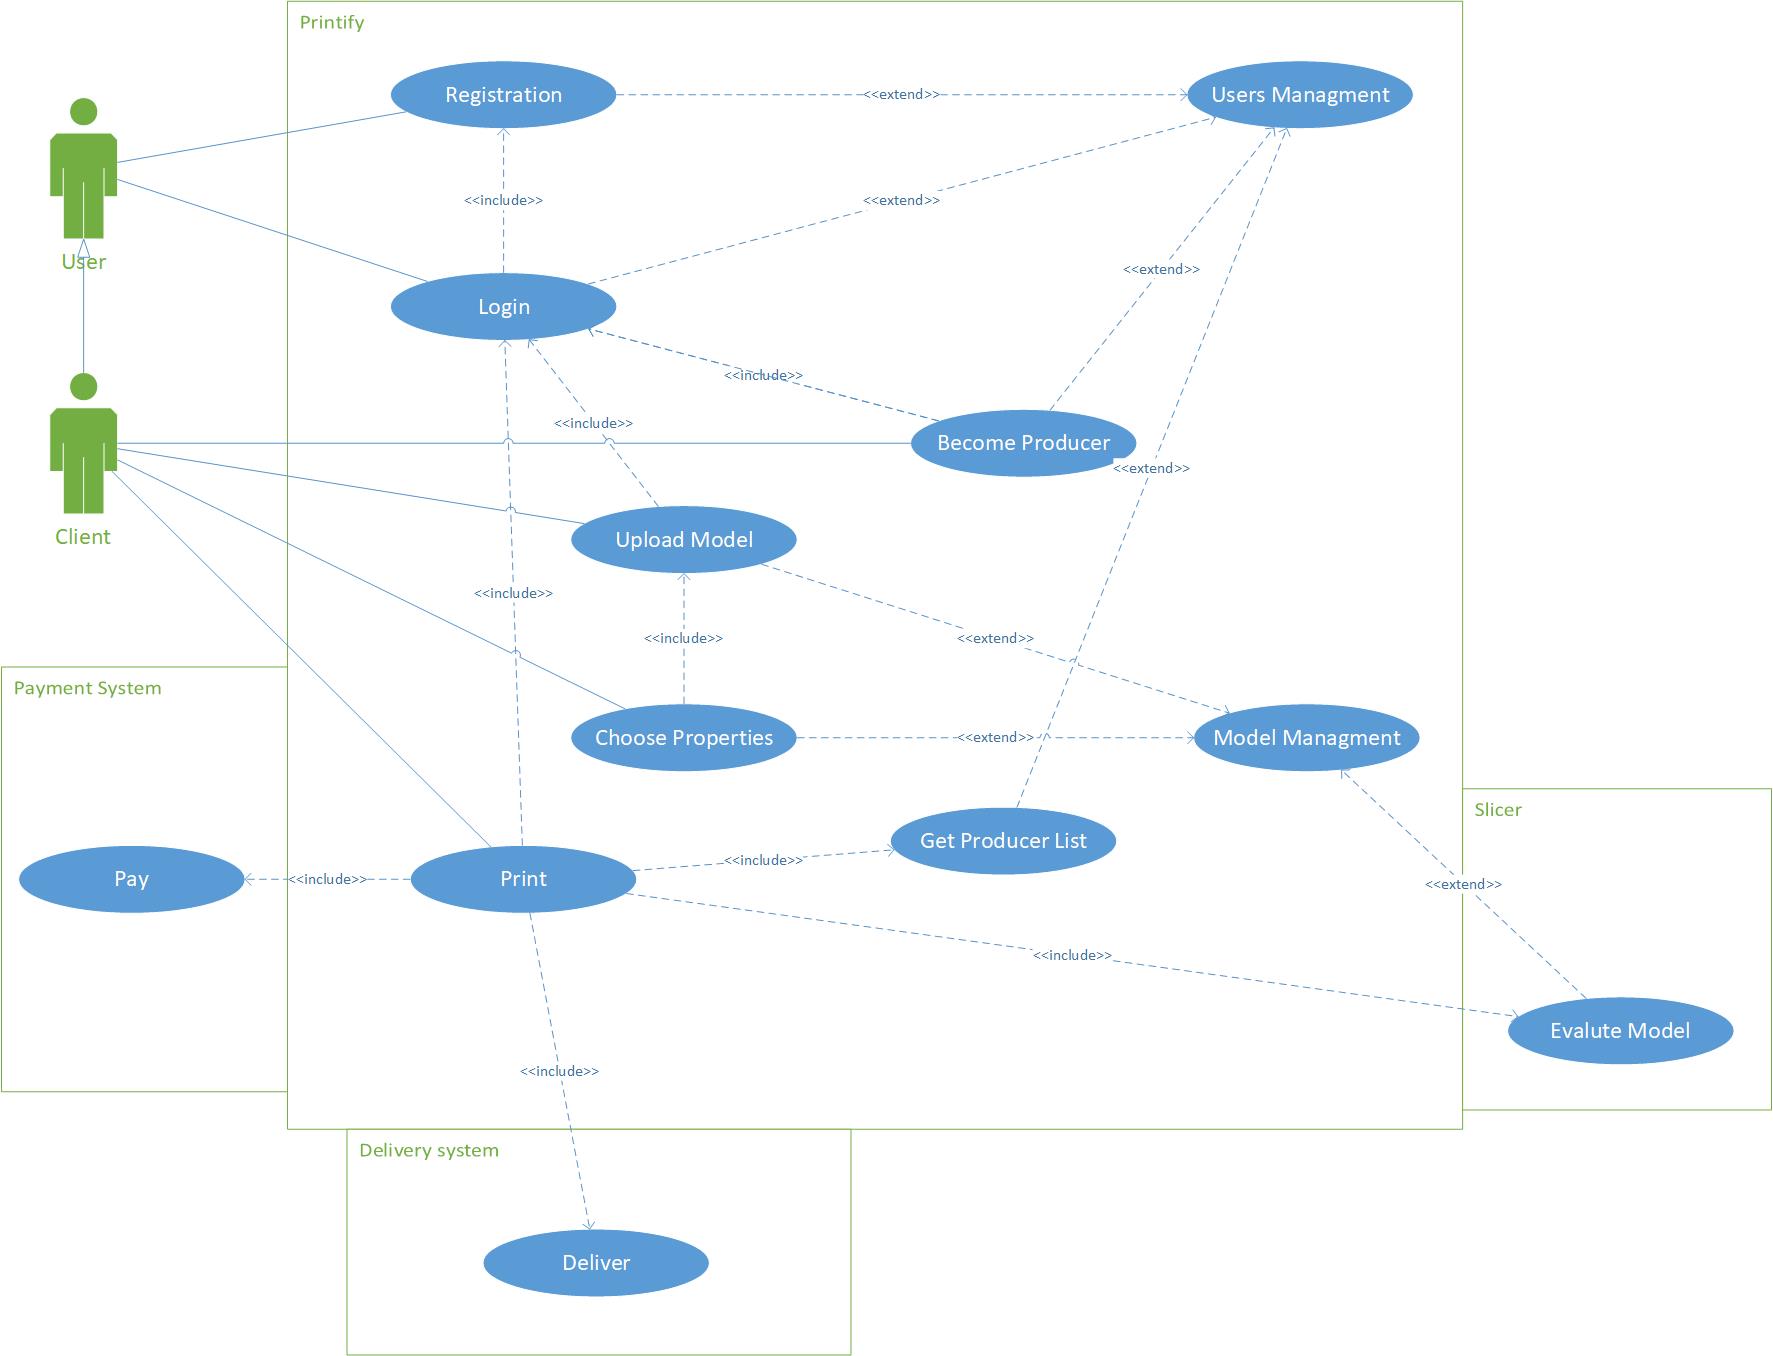 Printify
Registration
<<extend>>
Users Managment
<<include>>
<<extend>>
User
<<extend>>
Login
<<include>>
<<include>>
Become Producer
<<extend>>
Client
Upload Model
<<include>>
<<include>>
<<extend>>
Payment System
Choose Properties
<<extend>>
Model Managment
Slicer
Get Producer List
<<include>>
Pay
<<include>>
Print
<<extend>>
<<include>>
Evalute Model
<<include>>
Delivery system
Deliver